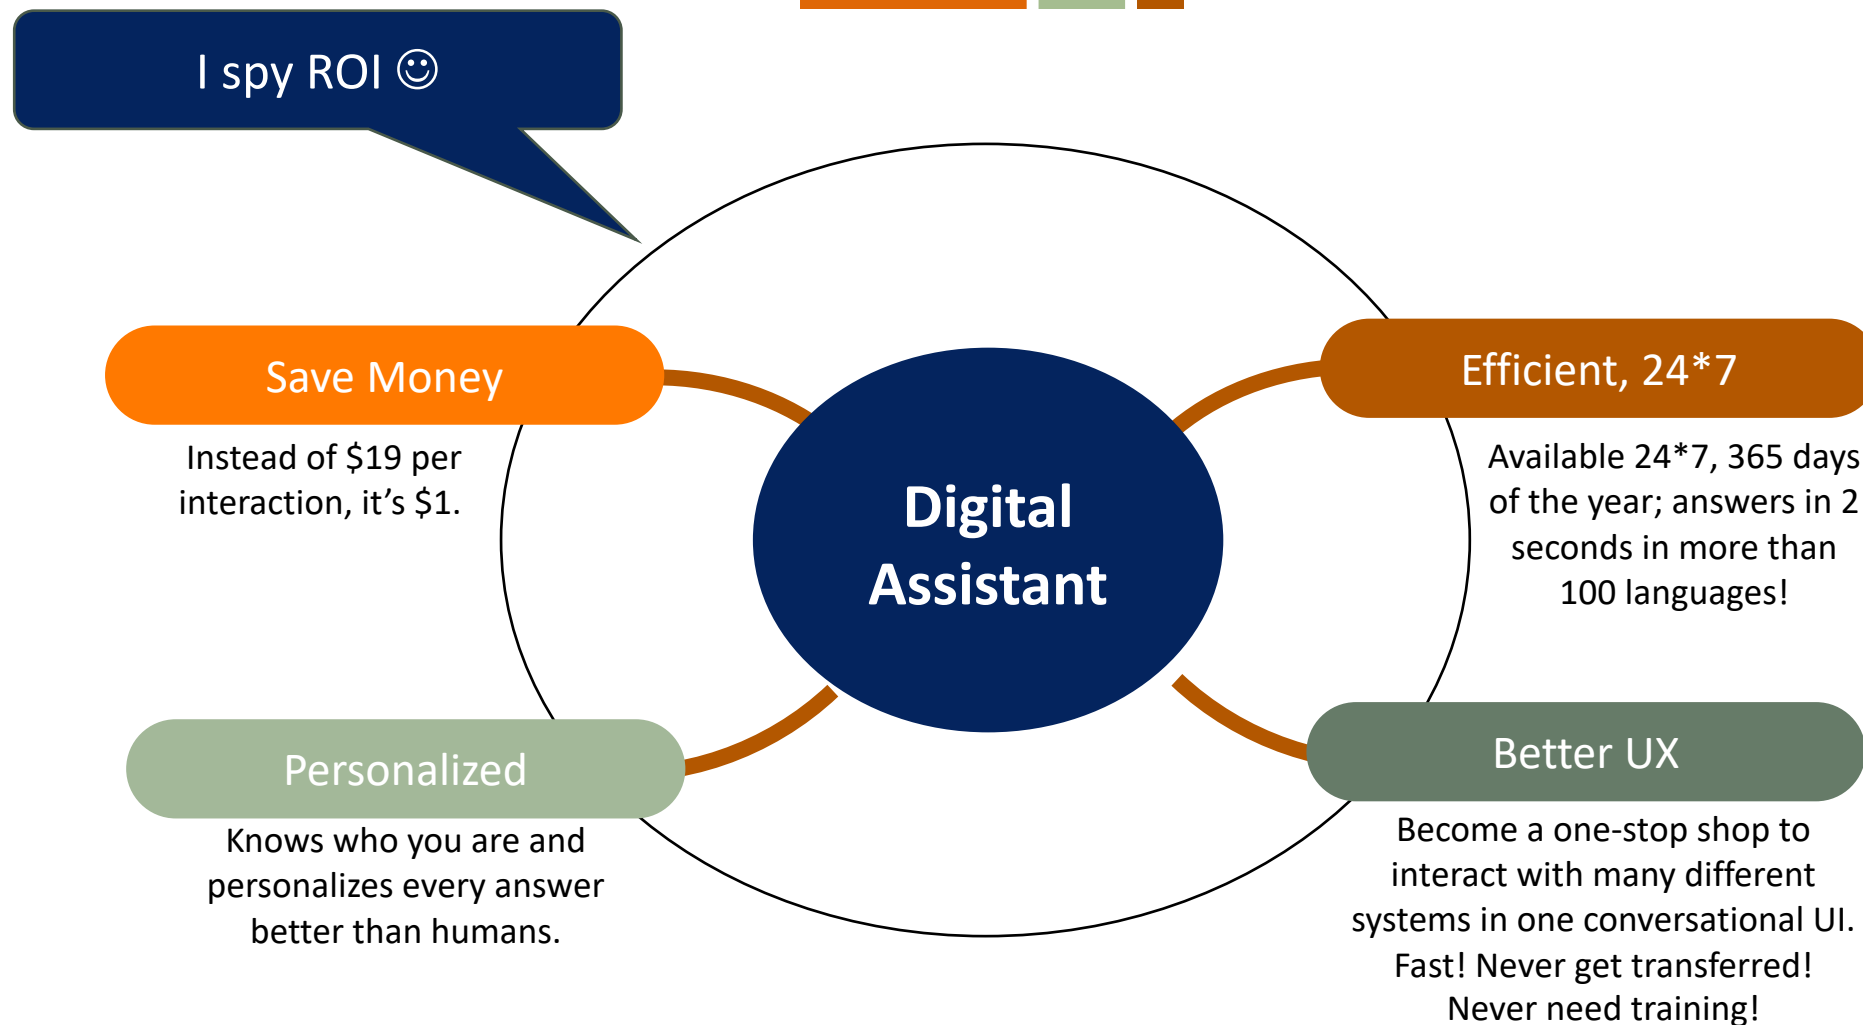 I spy ROI ☺
Save Money
Instead of $19 per
interaction, it’s $1.
Efficient, 24*7
Available 24*7, 365 days
of the year; answers in 2
seconds in more than
100 languages!
Digital
Assistant
Personalized
Knows who you are and
personalizes every answer
better than humans.
Better UX
Become a one-stop shop to
interact with many different
systems in one conversational UI.
Fast! Never get transferred!
Never need training!